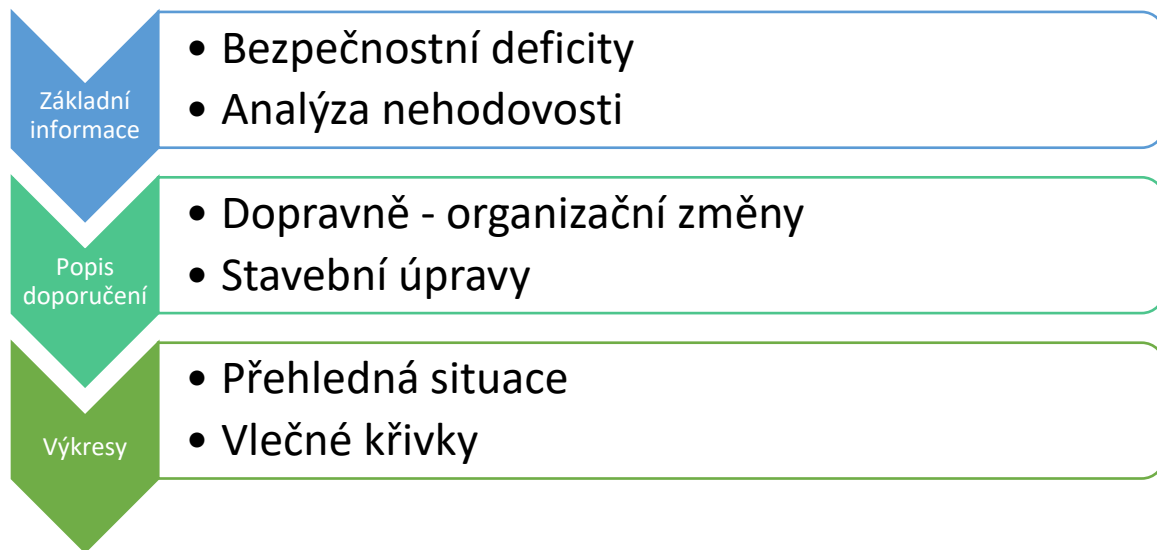 Základní
informace
• Bezpečnostní deficity
• Analýza nehodovosti
Popis
doporučení
• Dopravně - organizační změny
• Stavební úpravy
Výkresy
• Přehledná situace
• Vlečné křivky